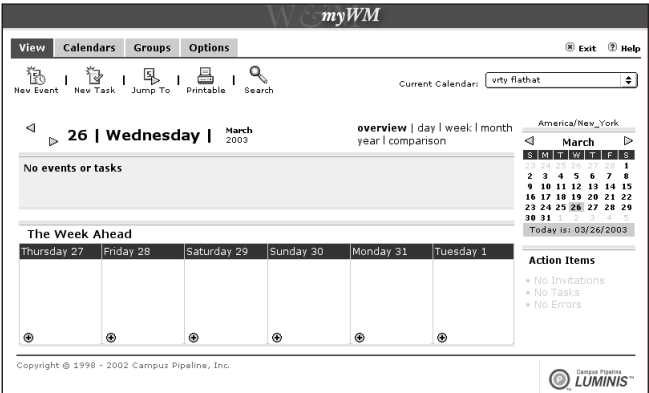 W & myWM
View Calendars Groups Options Exit Help
New Event New Task Jump To Printable Search
Current Calendar: vrty flathat
26 | Wednesday | March 2003
overview | day | week | month
year | comparison
No events or tasks
The Week Ahead
Thursday 27 Friday 28 Saturday 29 Sunday 30 Monday 31 Tuesday 1
America/New_York
March
S M T W T F S
23 24 25 26 27 28 1
2 3 4 5 6 7 8
9 10 11 12 13 14 15
16 17 18 19 20 21 22
23 24 25 26 27 28 29
30 31 1 2 3 4 5
Today is: 03/26/2003
Action Items
• No Invitations
• No Tasks
• No Errors
Copyright © 1998 - 2002 Campus Pipeline, Inc.
Campus Pipeline
LUMINIS™